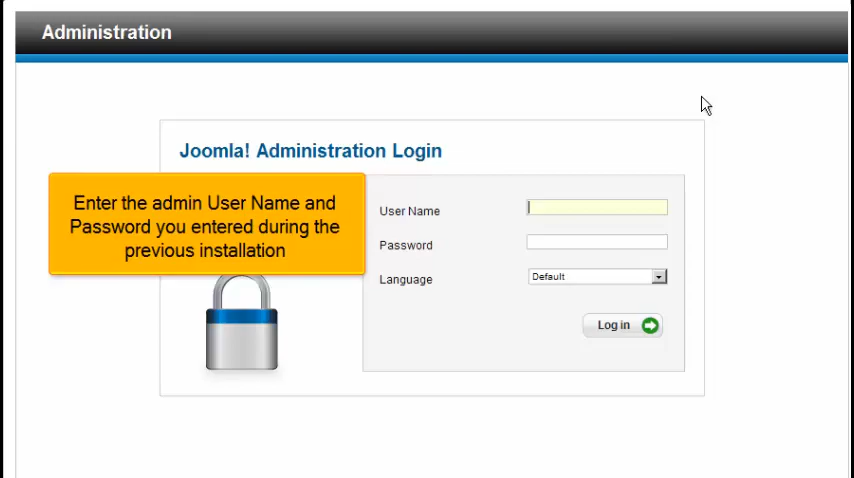 Administration
Joomla! Administration Login
Enter the admin User Name and
Password you entered during the
previous installation
User Name
Password
Language
Default
Log in